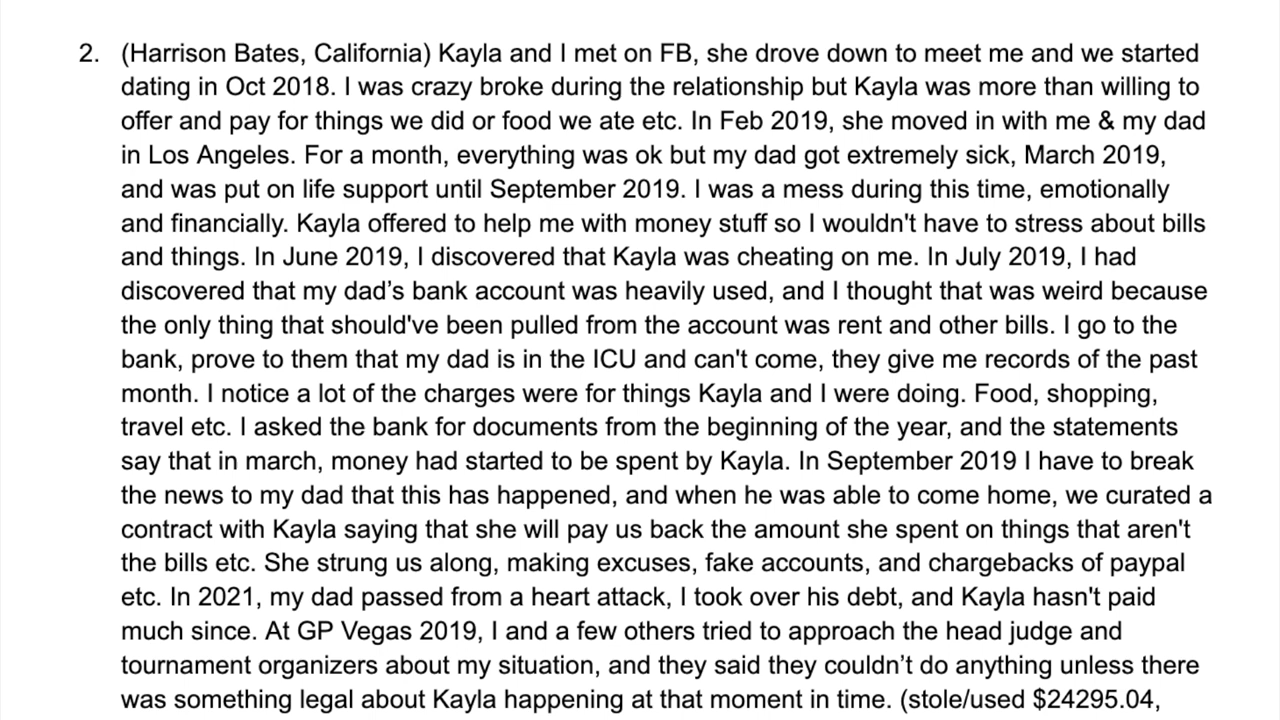 2. (Harrison Bates, California) Kayla and I met on FB, she drove down to meet me and we started
dating in Oct 2018. I was crazy broke during the relationship but Kayla was more than willing to
offer and pay for things we did or food we ate etc. In Feb 2019, she moved in with me & my dad
in Los Angeles. For a month, everything was ok but my dad got extremely sick, March 2019,
and was put on life support until September 2019. I was a mess during this time, emotionally
and financially. Kayla offered to help me with money stuff so I wouldn't have to stress about bills
and things. In June 2019, I discovered that Kayla was cheating on me. In July 2019, I had
discovered that my dad’s bank account was heavily used, and I thought that was weird because
the only thing that should've been pulled from the account was rent and other bills. I go to the
bank, prove to them that my dad is in the ICU and can't come, they give me records of the past
month. I notice a lot of the charges were for things Kayla and I were doing. Food, shopping,
travel etc. I asked the bank for documents from the beginning of the year, and the statements
say that in march, money had started to be spent by Kayla. In September 2019 I have to break
the news to my dad that this has happened, and when he was able to come home, we curated a
contract with Kayla saying that she will pay us back the amount she spent on things that aren't
the bills etc. She strung us along, making excuses, fake accounts, and chargebacks of paypal
etc. In 2021, my dad passed from a heart attack, I took over his debt, and Kayla hasn't paid
much since. At GP Vegas 2019, I and a few others tried to approach the head judge and
tournament organizers about my situation, and they said they couldn’t do anything unless there
was something legal about Kayla happening at that moment in time. (stole/used $24295.04,